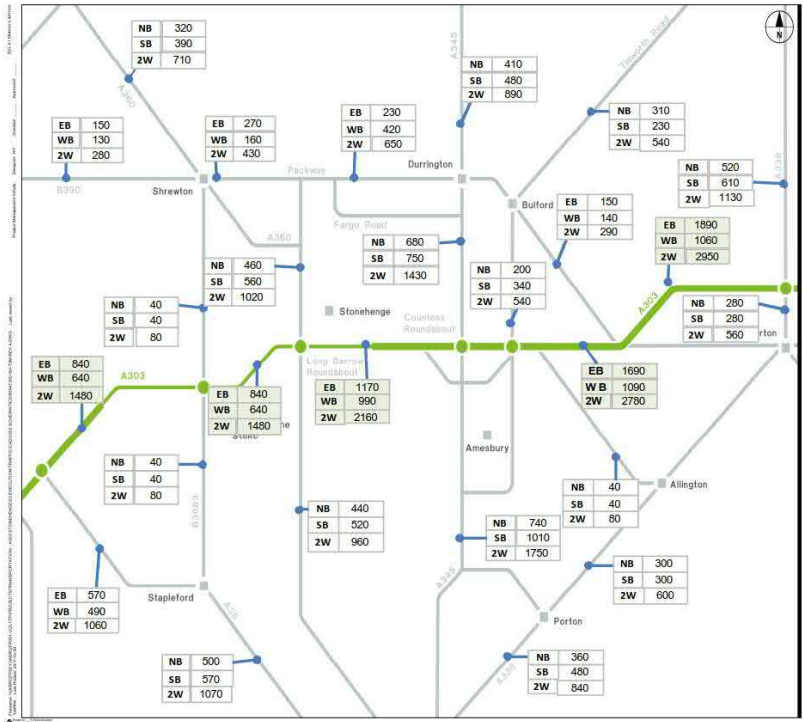 N
A345
Tidworth Road
NB 320
SB 390
2W 710
A360
NB 410
SB 480
2W 890
NB 310
SB 230
2W 540
EB 150
WB 130
2W 280
EB 270
WB 160
2W 430
EB 230
WB 420
2W 650
Durrington
Packway
B390
Shrewton
NB 520
SB 610
2W 1130
A338
Bulford
EB 150
WB 140
2W 290
Fargo Road
EB 1890
WB 1060
2W 2950
A360
NB 680
SB 750
2W 1430
NB 460
SB 560
2W 1020
NB 200
SB 340
2W 540
NB 40
SB 40
2W 80
Stonehenge
Countess
Roundabout
A303
NB 280
SB 280
2W 560
rton
Long Barrow
Roundabout
EB 840
WB 640
2W 1480
A303
EB 840
WB 640
2W 1480
ne
Stoke
EB 1170
WB 990
2W 2160
EB 1690
WB 1090
2W 2780
Amesbury
NB 40
SB 40
2W 80
B3083
NB 40
SB 40
2W 80
Allington
NB 440
SB 520
2W 960
NB 740
SB 1010
2W 1750
NB 300
SB 300
2W 600
EB 570
WB 490
2W 1060
Stapleford
A36
A345
Porton
NB 500
SB 570
2W 1070
NB 360
SB 480
2W 840
A338